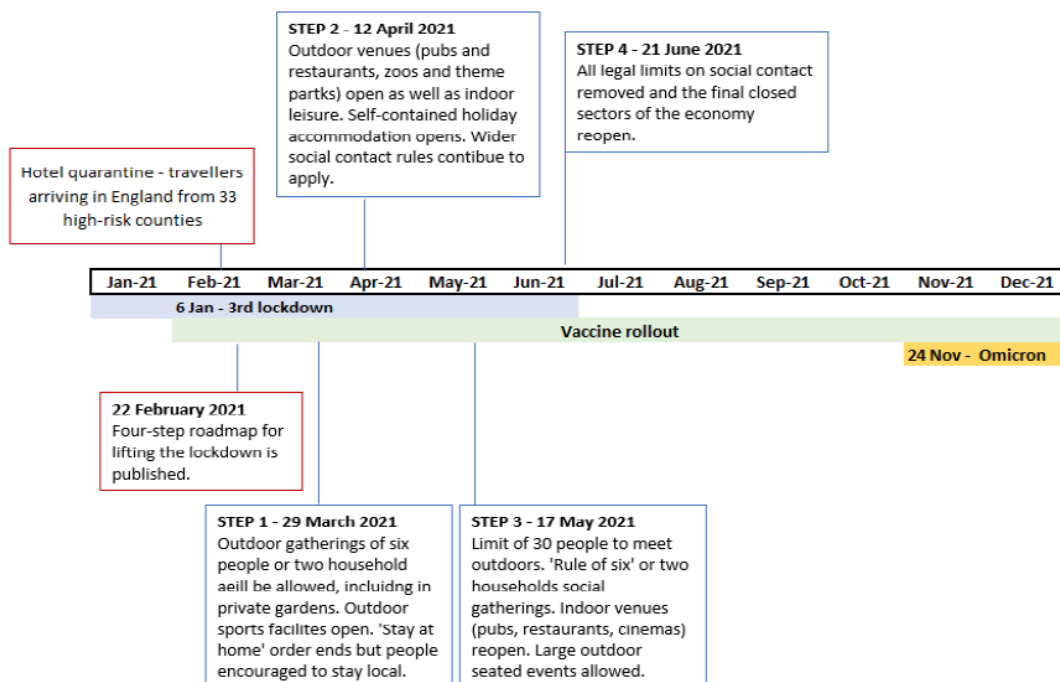 STEP 2 - 12 April 2021
Outdoor venues (pubs and
restaurants, zoos and theme
partks) open as well as indoor
leisure. Self-contained holiday
accommodation opens. Wider
social contact rules contibue to
apply.
STEP 4 - 21 June 2021
All legal limits on social contact
removed and the final closed
sectors of the economy
reopen.
Hotel quarantine - travellers
arriving in England from 33
high-risk counties
Jan-21 Feb-21 Mar-21 Apr-21 May-21 Jun-21 Jul-21 Aug-21 Sep-21 Oct-21 Nov-21 Dec-21
6 Jan - 3rd lockdown
Vaccine rollout
24 Nov - Omicron
22 February 2021
Four-step roadmap for
lifting the lockdown is
published.
STEP 1 - 29 March 2021
Outdoor gatherings of six
people or two household
aeill be allowed, incluidng in
private gardens. Outdoor
sports facilites open. 'Stay at
home' order ends but people
encouraged to stay local.
STEP 3 - 17 May 2021
Limit of 30 people to meet
outdoors. 'Rule of six' or two
households social
gatherings. Indoor venues
(pubs, restaurants, cinemas)
reopen. Large outdoor
seated events allowed.